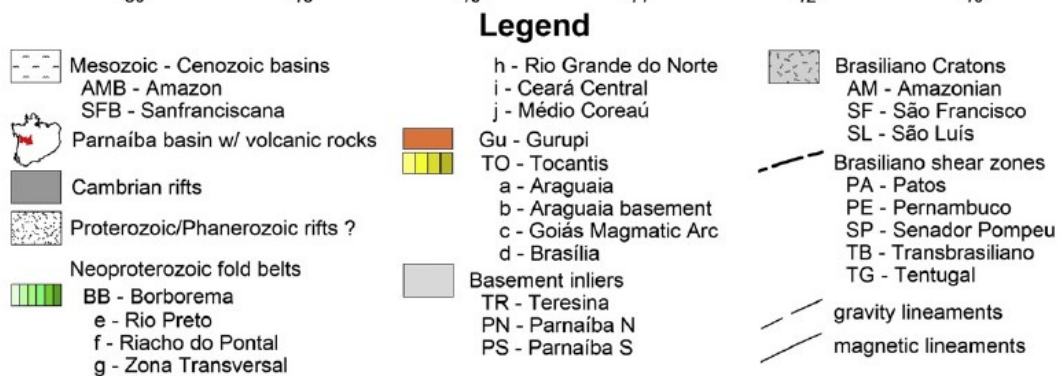 Legend
Mesozoic - Cenozoic basins
AMB - Amazon
SFB - Sanfranciscana
Parnaíba basin w/ volcanic rocks
Cambrian rifts
Proterozoic/Phanerozoic rifts ?
Neoproterozoic fold belts
BB - Borborema
e - Rio Preto
f - Riacho do Pontal
g - Zona Transversal
h - Rio Grande do Norte
i - Ceará Central
j - Médio Coreaú
Gu - Gurupi
TO - Tocantis
a - Araguaia
b - Araguaia basement
c - Goiás Magmatic Arc
d - Brasília
Basement inliers
TR - Teresina
PN - Parnaíba N
PS - Parnaíba S
Brasiliano Cratons
AM - Amazonian
SF - São Francisco
SL - São Luís
Brasiliano shear zones
PA - Patos
PE - Pernambuco
SP - Senador Pompeu
TB - Transbrasiliano
TG - Tentugal
gravity lineaments
magnetic lineaments